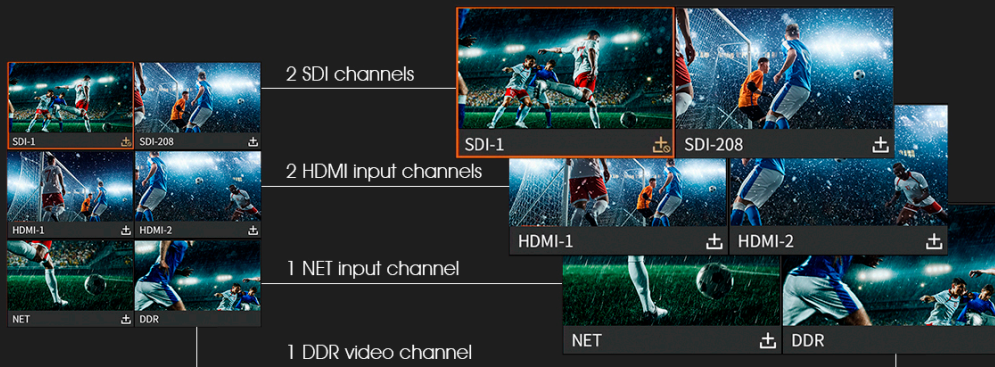 2 SDI channels
SDI-1
SDI-208
SDI-1
SDI-208
2 HDMI input channels
HDMI-1
HDMI-2
HDMI-1
HDMI-2
1 NET input channel
NET
DDR
NET
DDR
1 DDR video channel